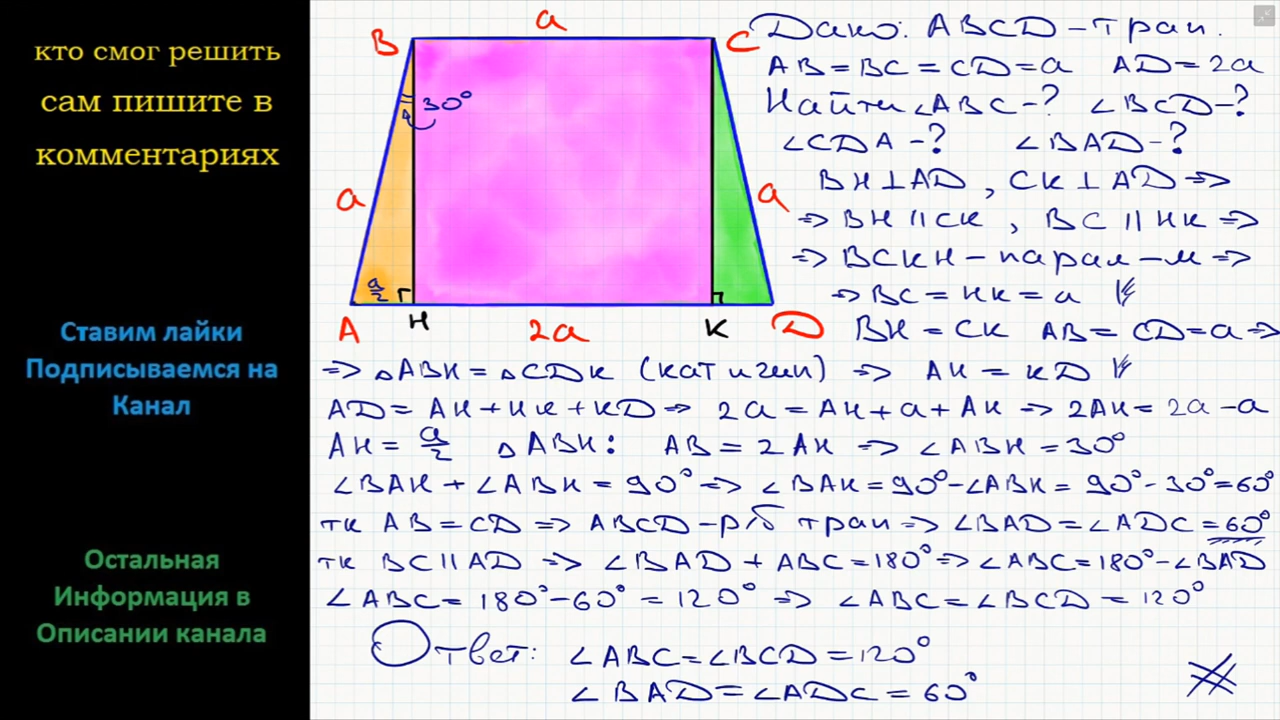 кто смог решить
сам пишите в
комментариях
Ставим лайки
Подписываемся на
Канал
Остальная
Информация в
Описании канала
B
a
C
30°
a
a
a/2
A
H
2a
K
D
Дано: ABCD - трап.
AB = BC = CD = a   AD = 2a
Найти ∠ABC - ?   ∠BCD - ?
∠CDA - ?   ∠BAD - ?
BH ⊥ AD , CK ⊥ AD ⇒
⇒ BH || CK , BC || HK ⇒
⇒ BCKH - парал-м ⇒
⇒ BC = HK = a
BH = CK   AB = CD = a ⇒
⇒ △ABH = △CDK (кат и гип) ⇒ AH = KD
AD = AH + HK + KD ⇒ 2a = AH + a + AH ⇒ 2AH = 2a - a
AH = a/2   △ABH: AB = 2AH ⇒ ∠ABH = 30°
∠BAH + ∠ABH = 90° ⇒ ∠BAH = 90° - ∠ABH = 90° - 30° = 60°
тк AB = CD ⇒ ABCD - р/б трап ⇒ ∠BAD = ∠ADC = 60°
тк BC || AD ⇒ ∠BAD + ABC = 180° ⇒ ∠ABC = 180° - ∠BAD
∠ABC = 180° - 60° = 120° ⇒ ∠ABC = ∠BCD = 120°
Ответ: ∠ABC = ∠BCD = 120°
∠BAD = ∠ADC = 60°